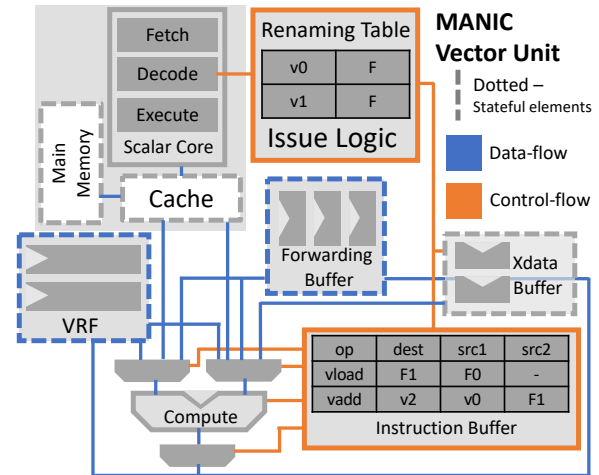 Fetch
Decode
Execute
Scalar Core
Main
Memory
Cache
Renaming Table
v0 F
v1 F
Issue Logic
MANIC
Vector Unit
Dotted –
Stateful elements
Data-flow
Control-flow
VRF
Forwarding
Buffer
Xdata
Buffer
Compute
op dest src1 src2
vload F1 F0 -
vadd v2 v0 F1
Instruction Buffer